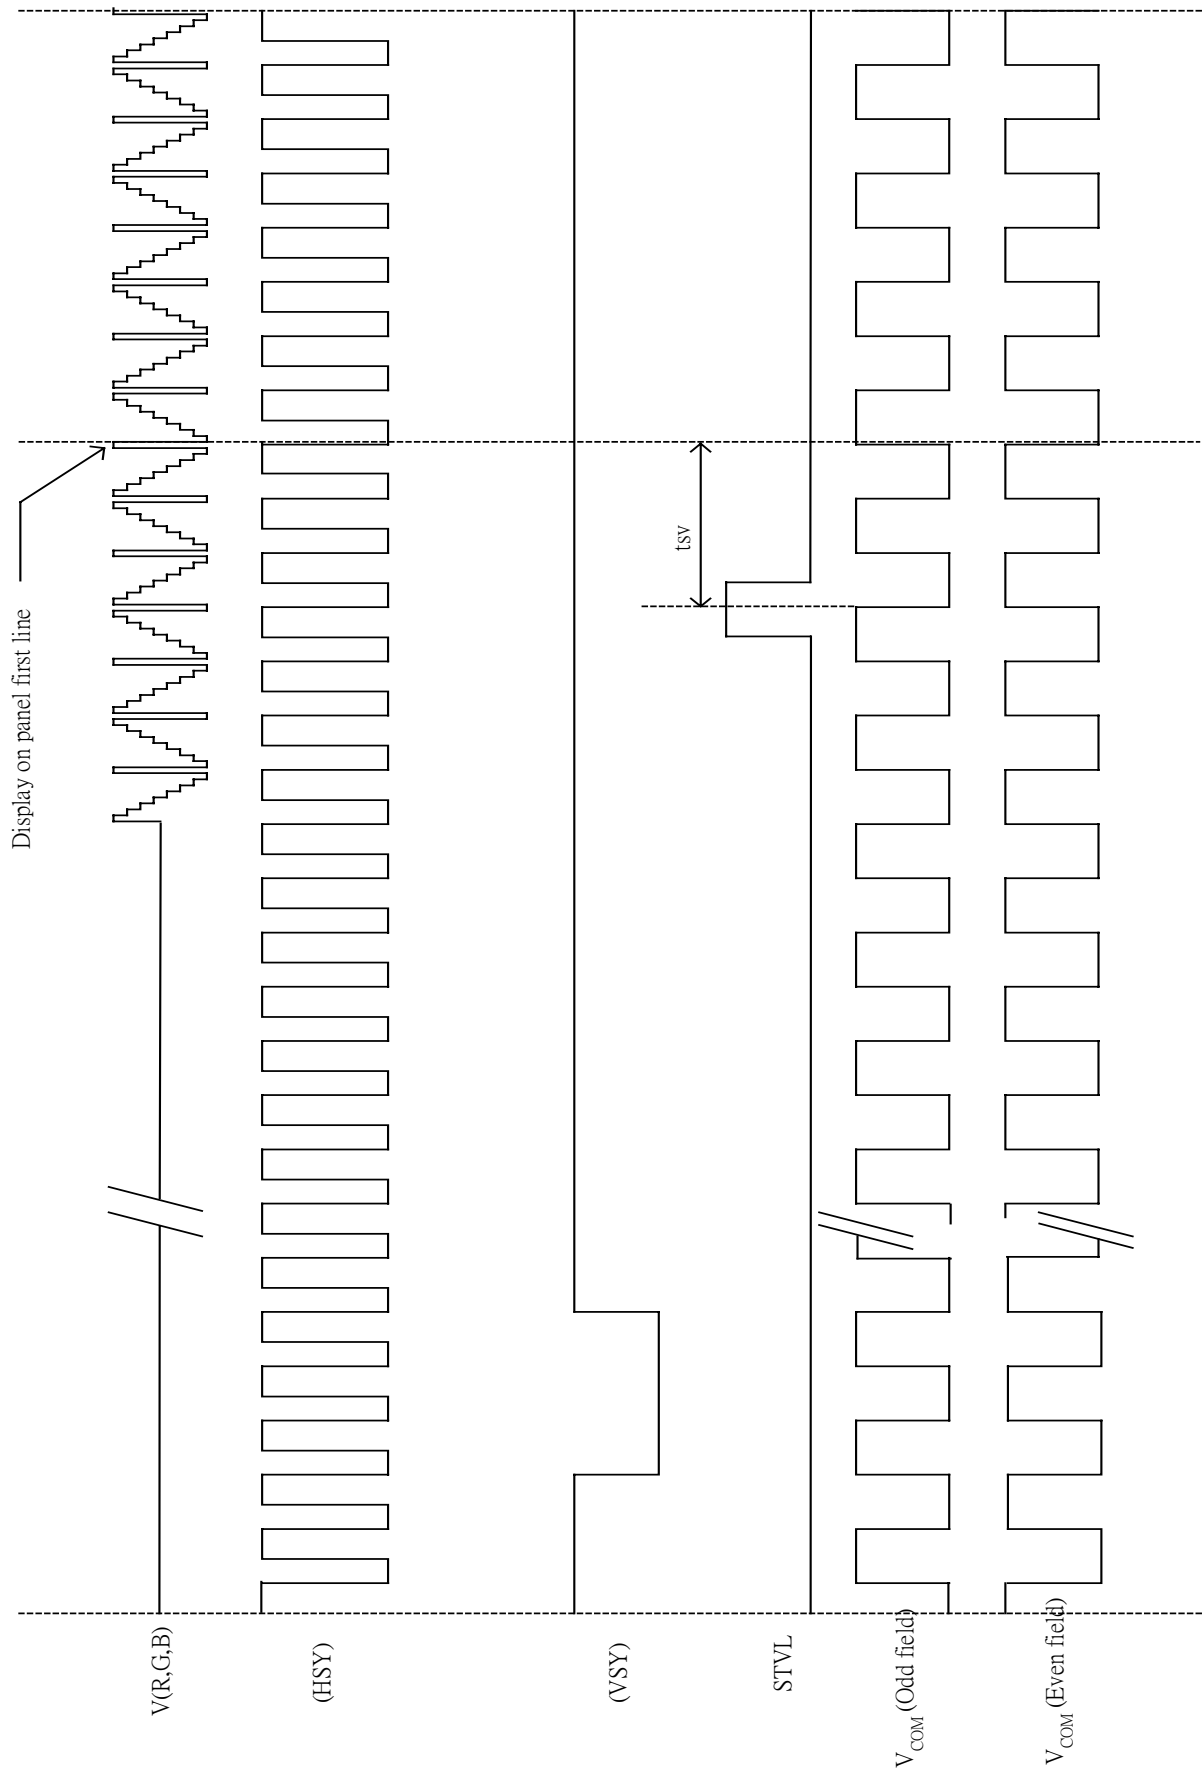 Display on panel first line
tsv
V(R,G,B)
(HSY)
(VSY)
STVL
VCOM (Odd field)
VCOM (Even field)